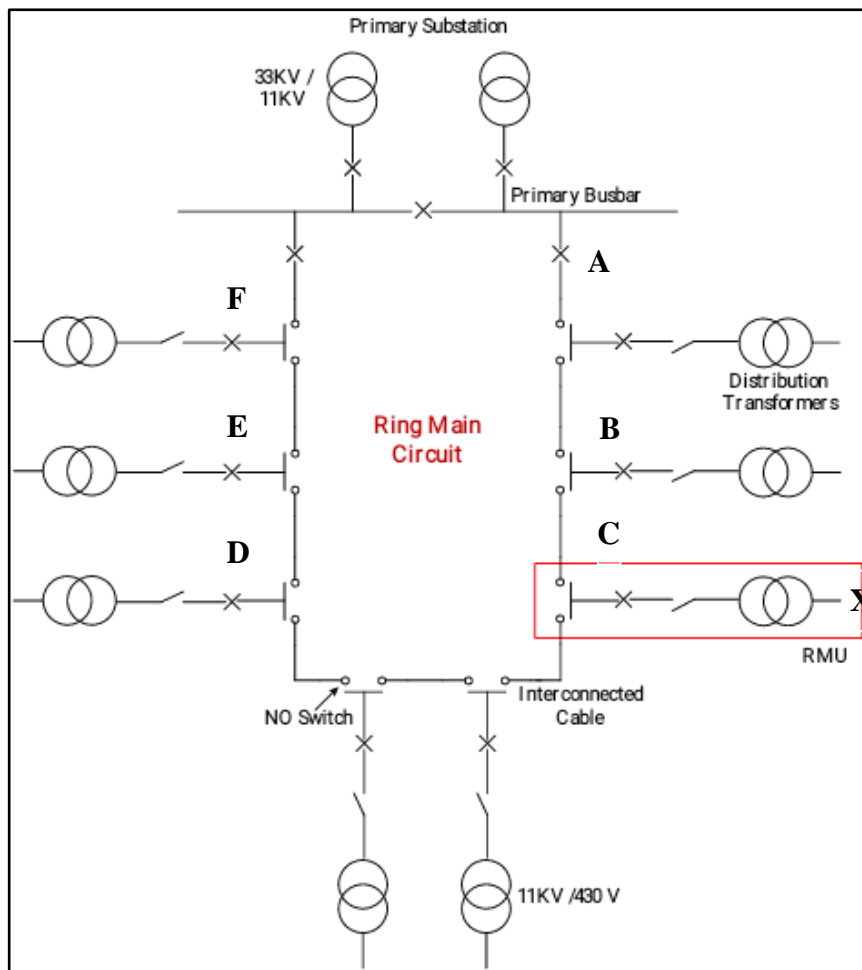 Primary Substation
33KV /
11KV
Primary Busbar
A
F
Distribution
Transformers
Ring Main
Circuit
E
B
D
C
X
RMU
NO Switch
Interconnected
Cable
11KV /430 V